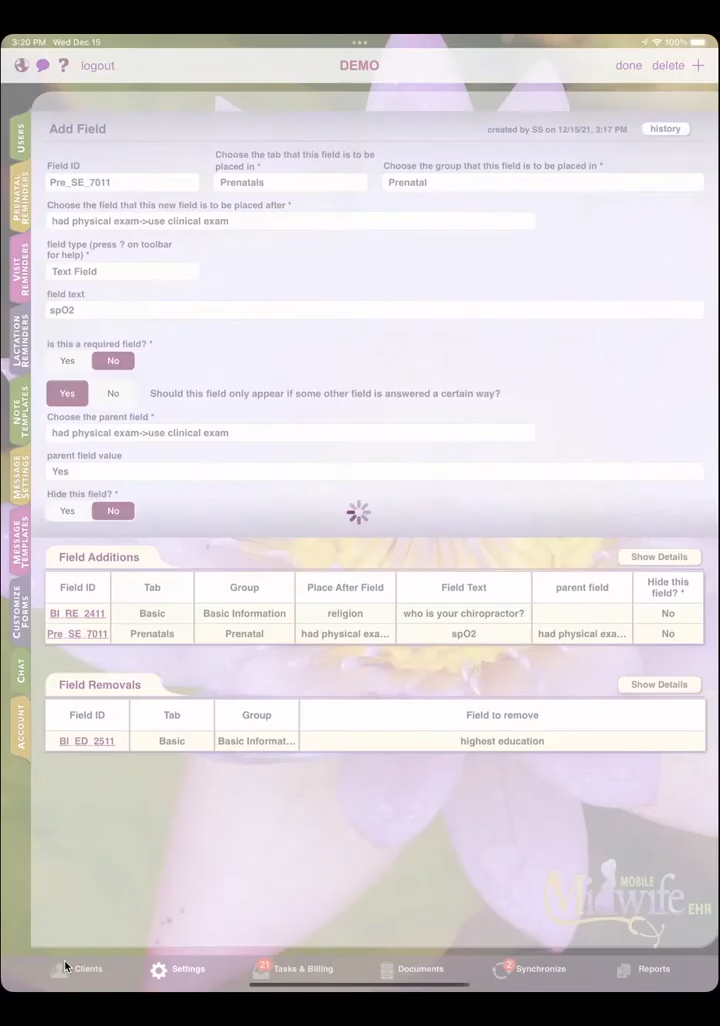 3:20 PM Wed Dec 15
100%
logout
DEMO
done delete
Add Field
created by SS on 12/15/21, 3:17 PM
history
Field ID
Choose the tab that this field is to be placed in *
Choose the group that this field is to be placed in *
Pre_SE_7011
Prenatals
Prenatal
Choose the field that this new field is to be placed after *
had physical exam->use clinical exam
field type (press ? on toolbar for help) *
Text Field
field text
spO2
is this a required field? *
Yes No
Yes No Should this field only appear if some other field is answered a certain way?
Choose the parent field *
had physical exam->use clinical exam
parent field value
Yes
Hide this field? *
Yes No
Field Additions
Show Details
Field ID Tab Group Place After Field Field Text parent field Hide this field? *
BI_RE_2411 Basic Basic Information religion who is your chiropractor? No
Pre_SE_7011 Prenatals Prenatal had physical exa... spO2 had physical exa... No
Field Removals
Show Details
Field ID Tab Group Field to remove
BI_ED_2511 Basic Basic Informat... highest education
USERS
PRENATAL REMINDERS
VISIT REMINDERS
LACTATION REMINDERS
NOTE TEMPLATES
MESSAGE SETTINGS
MESSAGE TEMPLATES
CUSTOMIZE FORMS
CHAT
ACCOUNT
MOBILE
Midwife EHR
Clients
Settings
21 Tasks & Billing
Documents
2 Synchronize
Reports